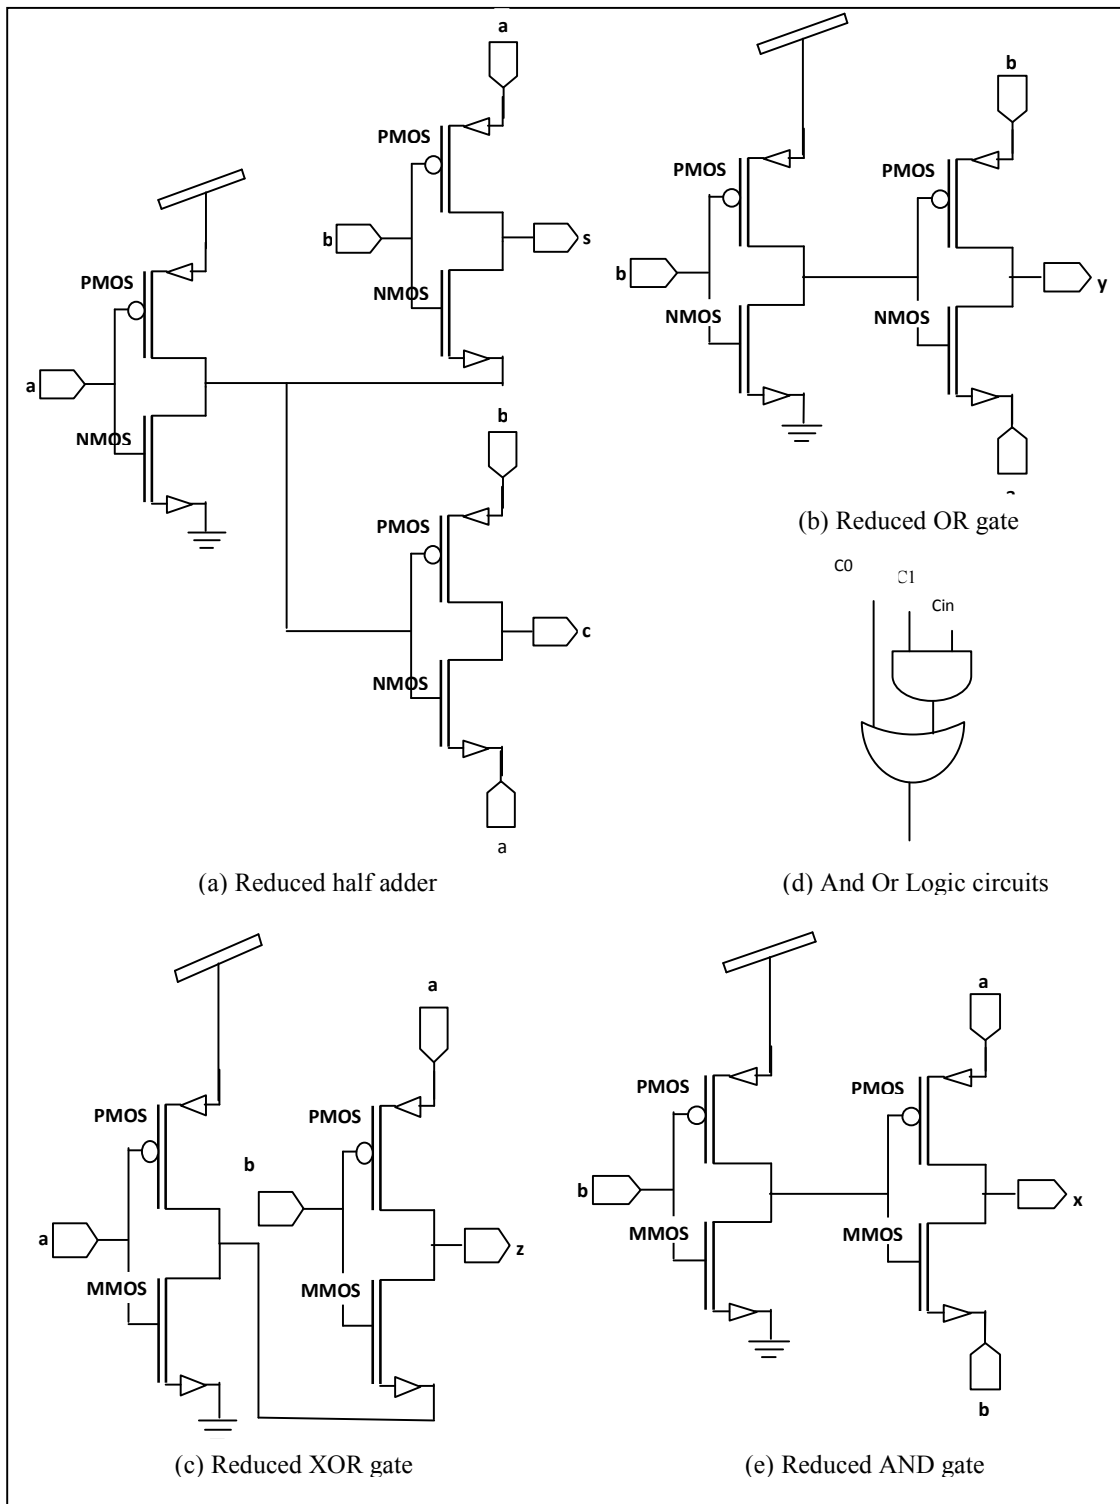 a
PMOS
b
s
NMOS
PMOS
a
NMOS
b
PMOS
c
NMOS
a
(a) Reduced half adder
b
PMOS
PMOS
b
y
NMOS
NMOS
(b) Reduced OR gate
C0
C1
Cin
(d) And Or Logic circuits
a
PMOS
PMOS
b
a
z
MMOS
MMOS
(c) Reduced XOR gate
a
PMOS
PMOS
b
x
MMOS
MMOS
b
(e) Reduced AND gate